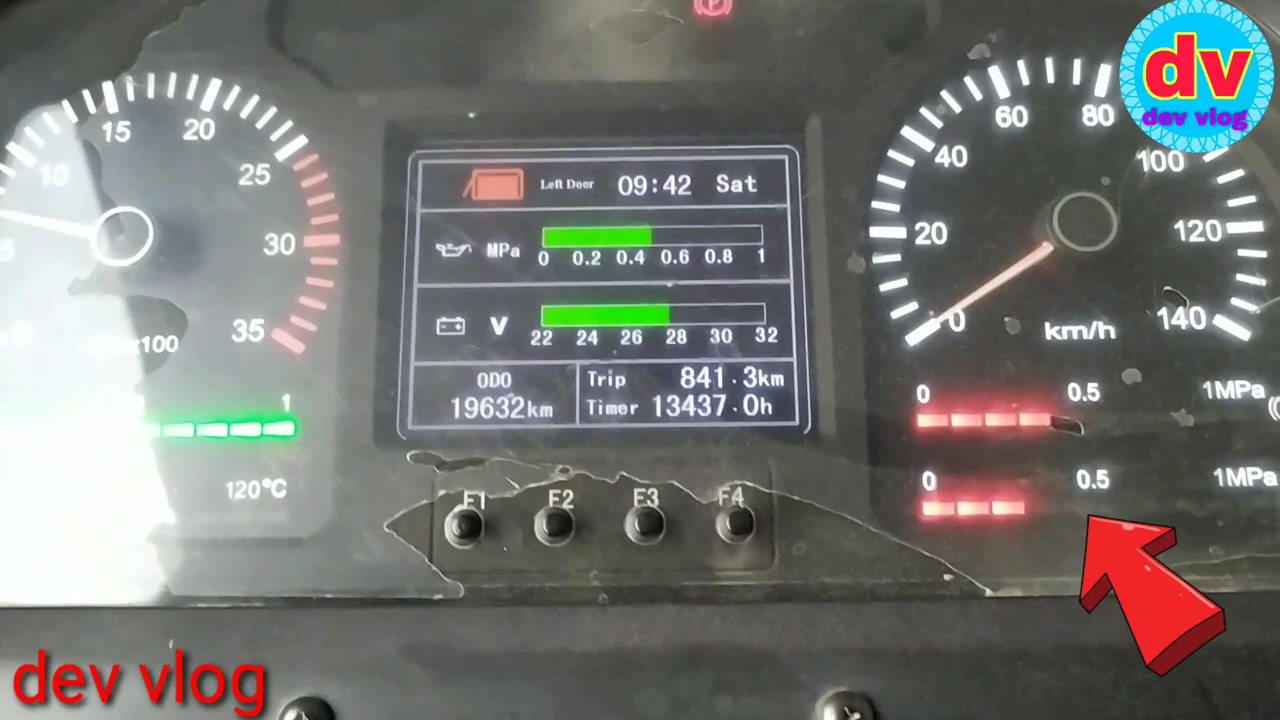 dv
dev vlog
15
20
10
25
30
35
x100
5
1
120°C
Left Door 09:42 Sat
MPa
0 0.2 0.4 0.6 0.8 1
V
22 24 26 28 30 32
ODO
19632km
Trip 841.3km
Timer 13437.0h
F1 F2 F3 F4
60 80
40 100
20 120
0 140
km/h
0 0.5 1MPa
0 0.5 1MPa
dev vlog